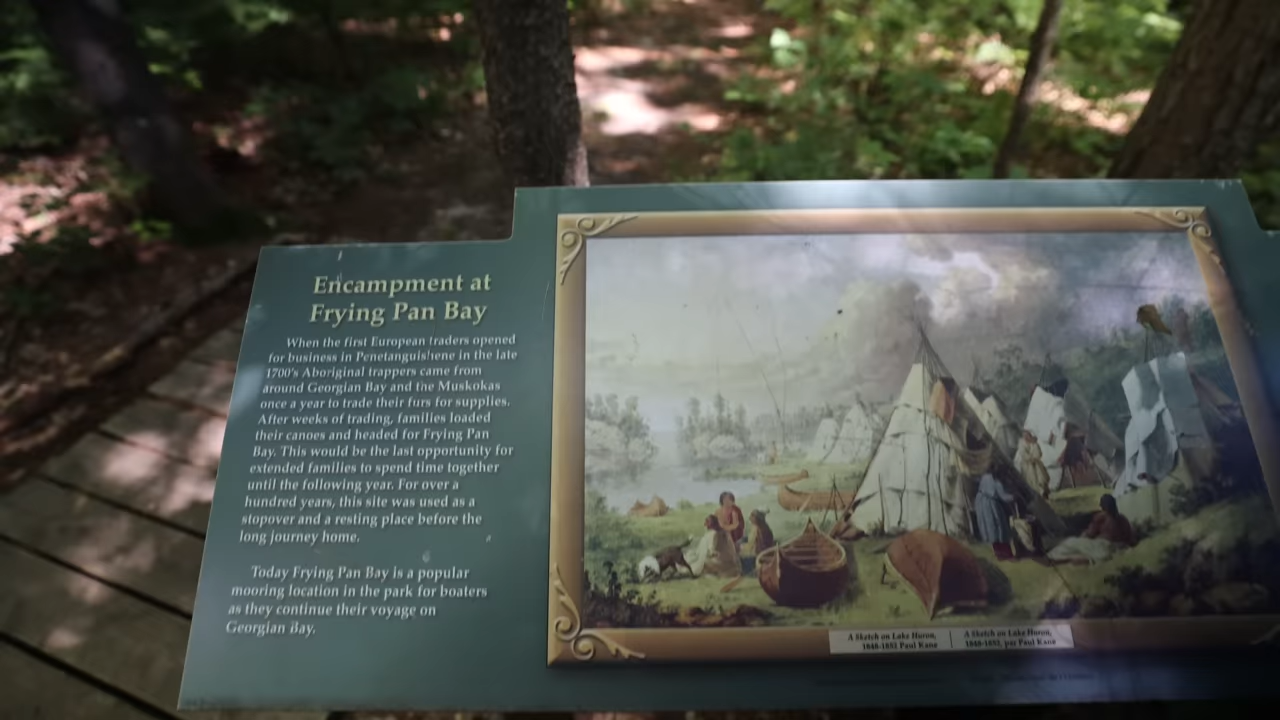 Encampment at
Frying Pan Bay
When the first European traders opened
for business in Penetanguishene in the late
1700's Aboriginal trappers came from
around Georgian Bay and the Muskokas
once a year to trade their furs for supplies.
After weeks of trading, families loaded
their canoes and headed for Frying Pan
Bay. This would be the last opportunity for
extended families to spend time together
until the following year. For over a
hundred years, this site was used as a
stopover and a resting place before the
long journey home.
Today Frying Pan Bay is a popular
mooring location in the park for boaters
as they continue their voyage on
Georgian Bay.
A Sketch on Lake Huron,
1848-1852 Paul Kane
A Sketch on Lake Huron,
1848-1852, par Paul Kane